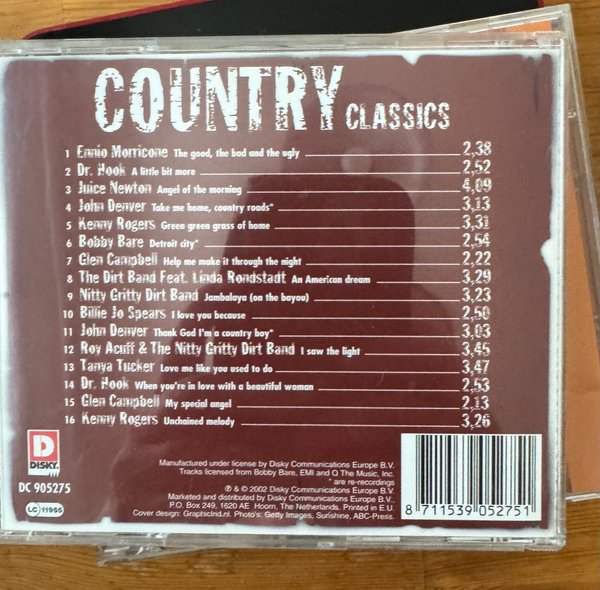 COUNTRY CLASSICS
1 Ennio Morricone The good, the bad and the ugly 2,38
2 Dr. Hook A little bit more 2,52
3 Juice Newton Angel of the morning 4,09
4 John Denver Take me home, country roads* 3,13
5 Kenny Rogers Green green grass of home 3,31
6 Bobby Bare Detroit city* 2,54
7 Glen Campbell Help me make it through the night 2,22
8 The Dirt Band Feat. Linda Rondstadt An American dream 3,29
9 Nitty Gritty Dirt Band Jambalaya (on the bayou) 3,23
10 Billie Jo Spears I love you because 2,50
11 John Denver Thank God I'm a country boy* 3,03
12 Roy Acuff & The Nitty Gritty Dirt Band I saw the light 3,45
13 Tanya Tucker Love me like you used to do 3,47
14 Dr. Hook When you're in love with a beautiful woman 2,53
15 Glen Campbell My special angel 2,13
16 Kenny Rogers Unchained melody 3,26
D
DISKY
DC 905275
LC 11955
Manufactured under license by Disky Communications Europe B.V.
Tracks licensed from Bobby Bare, EMI and O The Music, Inc.
* are re-recordings
℗ & © 2002 Disky Communications Europe B.V.
Marketed and distributed by Disky Communications Europe B.V.
P.O. Box 249, 1620 AE Hoorn, The Netherlands. Printed in E.U.
Cover design: GraphicInd.nl. Photo's: Getty Images, Sunshine, ABC-Press.
8 711539 052751